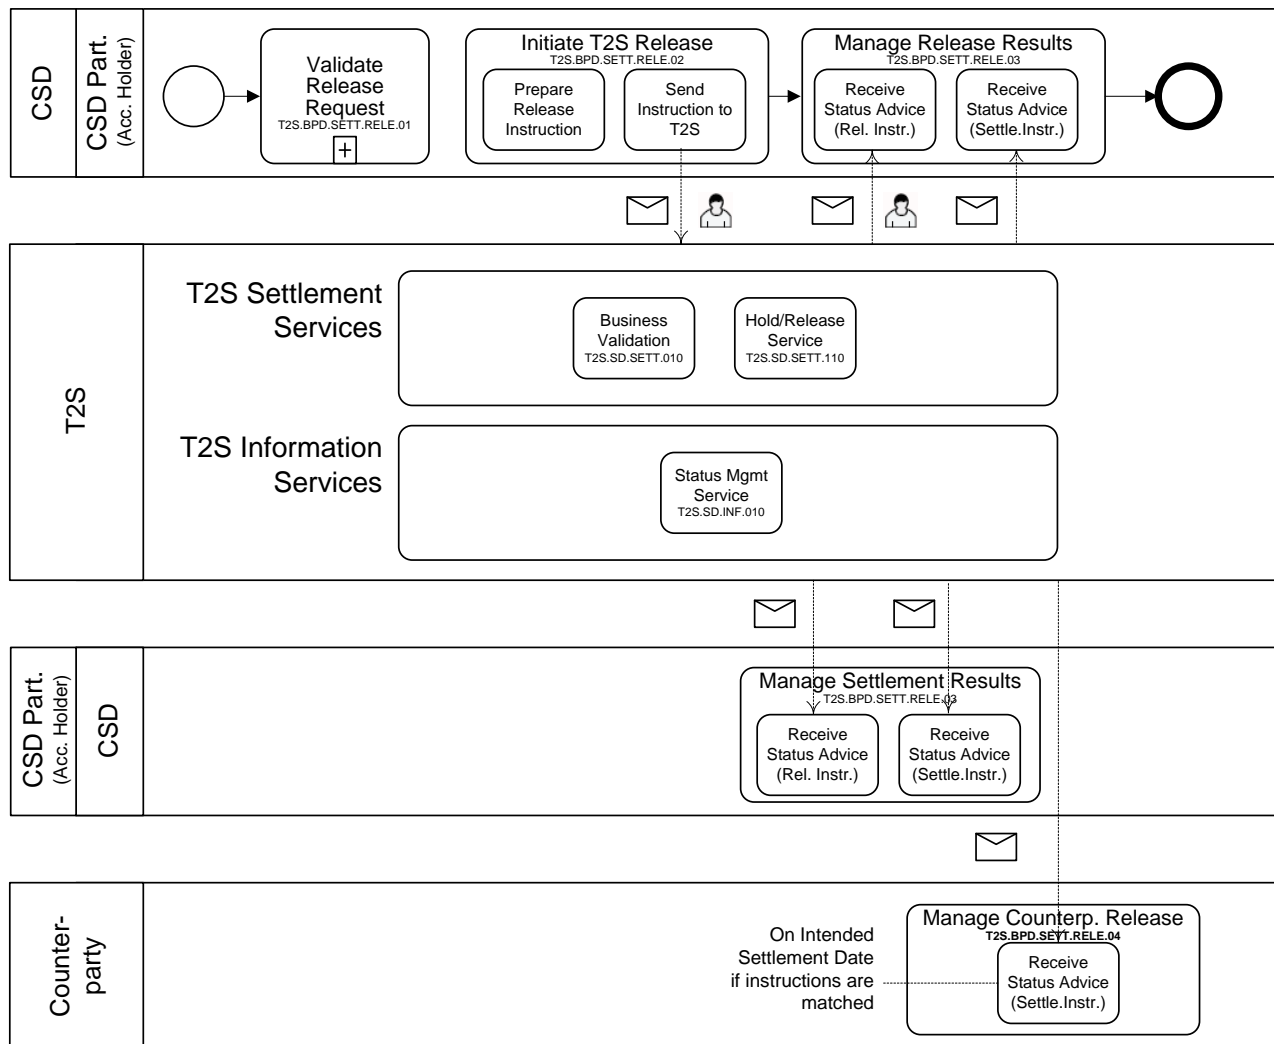 CSD
CSD Part.
(Acc. Holder)
Validate
Release
Request
T2S.BPD.SETT.RELE.01
Initiate T2S Release
T2S.BPD.SETT.RELE.02
Prepare
Release
Instruction
Send
Instruction to
T2S
Manage Release Results
T2S.BPD.SETT.RELE.03
Receive
Status Advice
(Rel. Instr.)
Receive
Status Advice
(Settle.Instr.)
T2S
T2S Settlement
Services
Business
Validation
T2S.SD.SETT.010
Hold/Release
Service
T2S.SD.SETT.110
T2S Information
Services
Status Mgmt
Service
T2S.SD.INF.010
CSD Part.
(Acc. Holder)
CSD
Manage Settlement Results
T2S.BPD.SETT.RELE.03
Receive
Status Advice
(Rel. Instr.)
Receive
Status Advice
(Settle.Instr.)
Counter-
party
On Intended
Settlement Date
if instructions are
matched
Manage Counterp. Release
T2S.BPD.SETT.RELE.04
Receive
Status Advice
(Settle.Instr.)